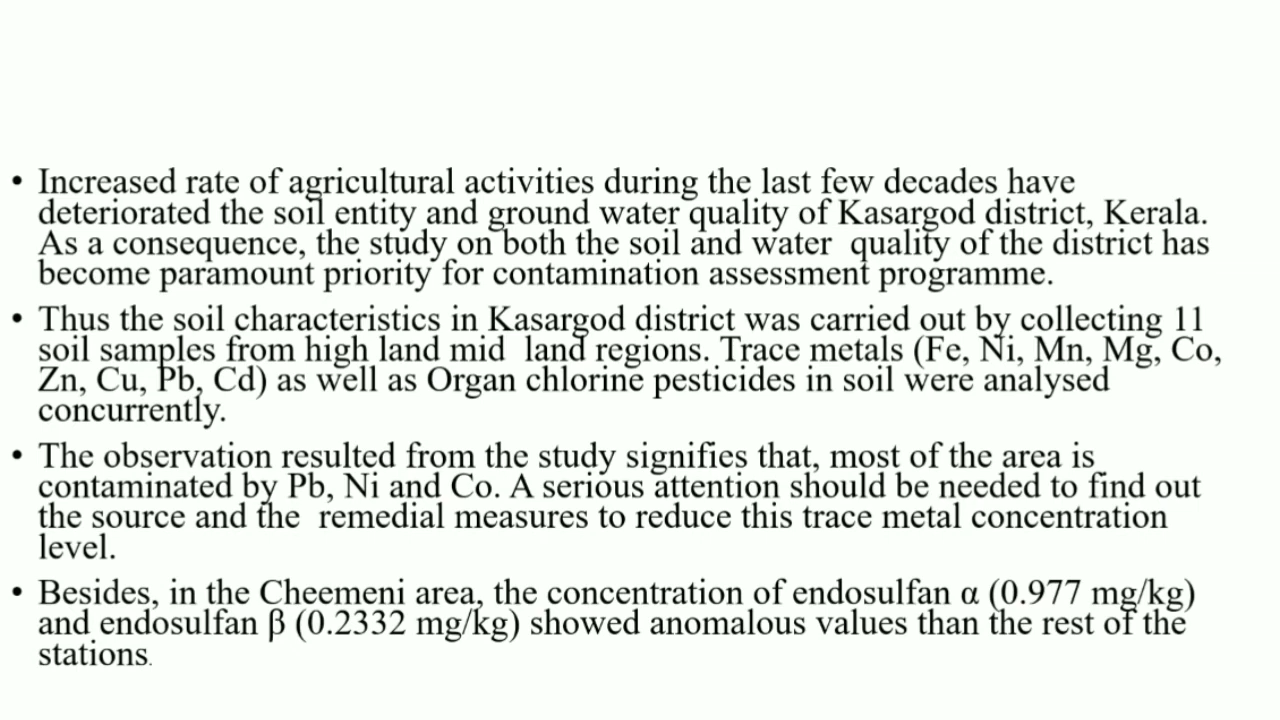 • Increased rate of agricultural activities during the last few decades have
deteriorated the soil entity and ground water quality of Kasargod district, Kerala.
As a consequence, the study on both the soil and water quality of the district has
become paramount priority for contamination assessment programme.
• Thus the soil characteristics in Kasargod district was carried out by collecting 11
soil samples from high land mid land regions. Trace metals (Fe, Ni, Mn, Mg, Co,
Zn, Cu, Pb, Cd) as well as Organ chlorine pesticides in soil were analysed
concurrently.
• The observation resulted from the study signifies that, most of the area is
contaminated by Pb, Ni and Co. A serious attention should be needed to find out
the source and the remedial measures to reduce this trace metal concentration
level.
• Besides, in the Cheemeni area, the concentration of endosulfan α (0.977 mg/kg)
and endosulfan β (0.2332 mg/kg) showed anomalous values than the rest of the
stations.